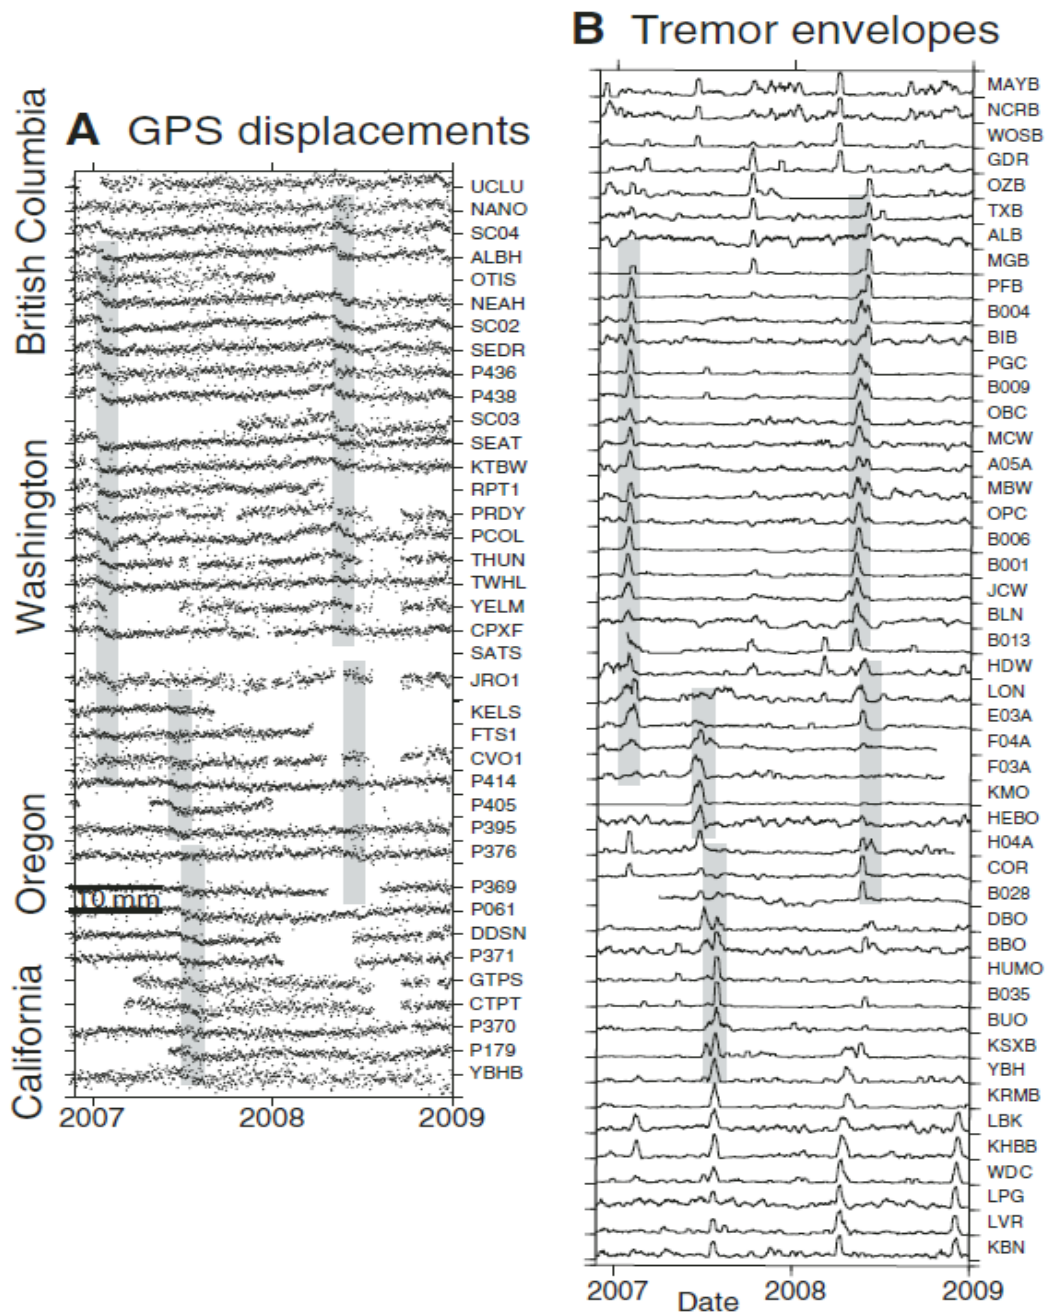 A GPS displacements
British Columbia
Washington
Oregon
California
UCLU
NANO
SC04
ALBH
OTIS
NEAH
SC02
SEDR
P436
P438
SC03
SEAT
KTBW
RPT1
PRDY
PCOL
THUN
TWHL
YELM
CPXF
SATS
JRO1
KELS
FTS1
CVO1
P414
P405
P395
P376
P369
P061
DDSN
P371
GTPS
CTPT
P370
P179
YBHB
10 mm
2007 2008 2009
B Tremor envelopes
MAYB
NCRB
WOSB
GDR
OZB
TXB
ALB
MGB
PFB
B004
BIB
PGC
B009
OBC
MCW
A05A
MBW
OPC
B006
B001
JCW
BLN
B013
HDW
LON
E03A
F04A
F03A
KMO
HEBO
H04A
COR
B028
DBO
BBO
HUMO
B035
BUO
KSXB
YBH
KRMB
LBK
KHBB
WDC
LPG
LVR
KBN
2007 2008 2009
Date